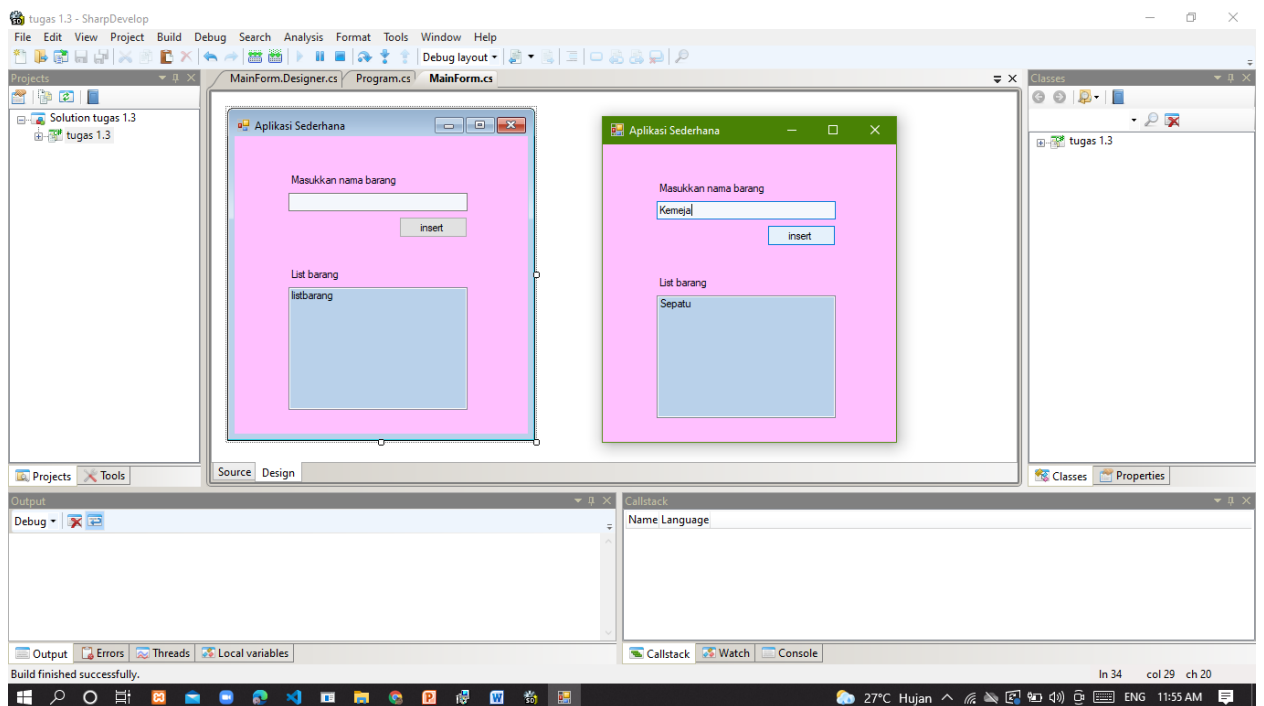 tugas 1.3 - SharpDevelop
File Edit View Project Build Debug Search Analysis Format Tools Window Help
Debug layout
Projects
MainForm.Designer.cs Program.cs MainForm.cs
Classes
Solution tugas 1.3
tugas 1.3
tugas 1.3
Aplikasi Sederhana
Masukkan nama barang
insert
List barang
listbarang
Aplikasi Sederhana
Masukkan nama barang
Kemeja
insert
List barang
Sepatu
Projects Tools
Source Design
Classes Properties
Output
Debug
Callstack
Name Language
Output Errors Threads Local variables
Callstack Watch Console
Build finished successfully.
ln 34 col 29 ch 20
27°C Hujan ENG 11:55 AM